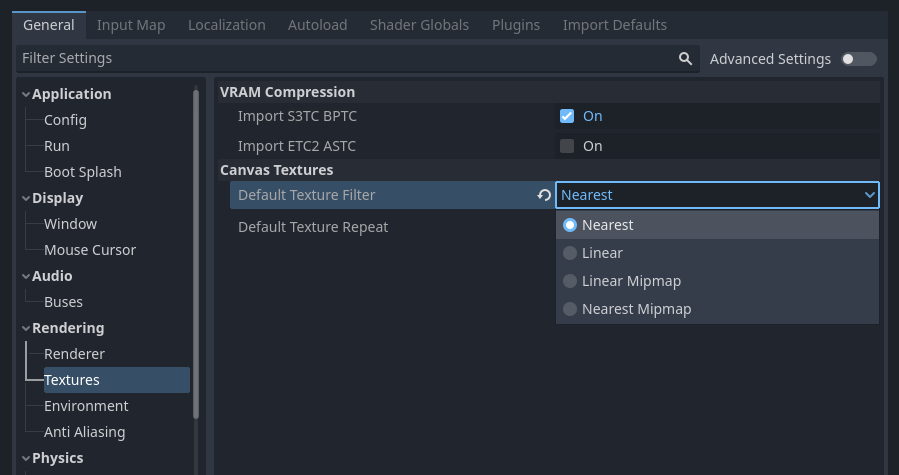 General Input Map Localization Autoload Shader Globals Plugins Import Defaults
Filter Settings Advanced Settings
Application
Config
Run
Boot Splash
Display
Window
Mouse Cursor
Audio
Buses
Rendering
Renderer
Textures
Environment
Anti Aliasing
Physics
VRAM Compression
Import S3TC BPTC On
Import ETC2 ASTC On
Canvas Textures
Default Texture Filter Nearest
Default Texture Repeat
Nearest
Linear
Linear Mipmap
Nearest Mipmap